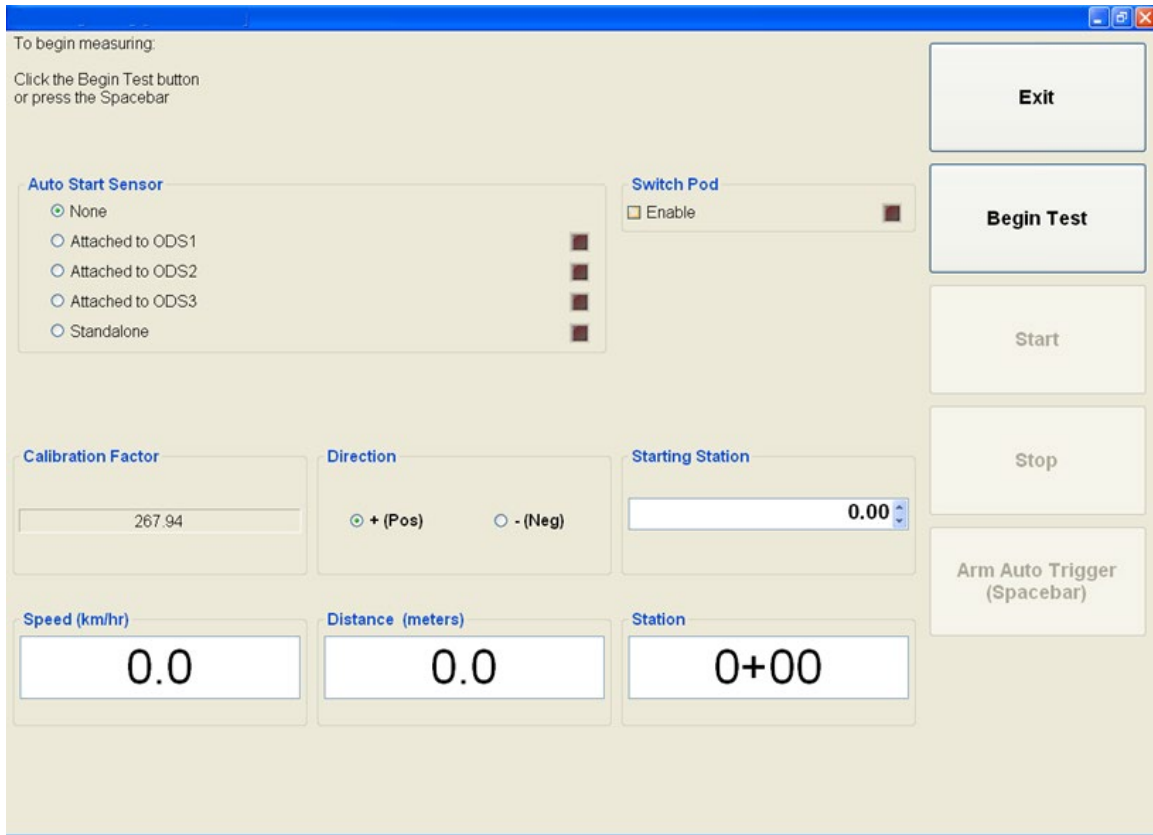 To begin measuring:
Click the Begin Test button
or press the Spacebar
Exit
Auto Start Sensor
None
Attached to ODS1
Attached to ODS2
Attached to ODS3
Standalone
Switch Pod
Enable
Begin Test
Start
Calibration Factor
267.94
Direction
+ (Pos)
- (Neg)
Starting Station
0.00
Stop
Arm Auto Trigger
(Spacebar)
Speed (km/hr)
0.0
Distance (meters)
0.0
Station
0+00